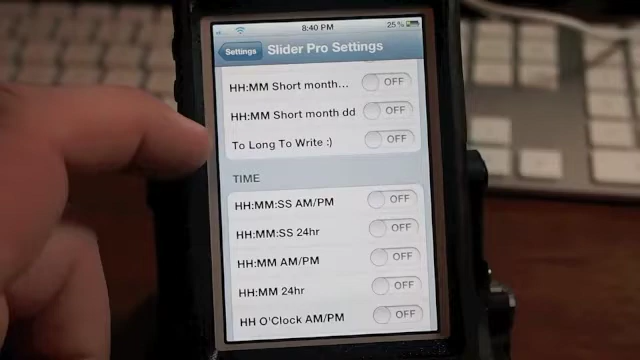 8:40 PM
25%
Settings
Slider Pro Settings
HH:MM Short month...
OFF
HH:MM Short month dd
OFF
To Long To Write :)
OFF
TIME
HH:MM:SS AM/PM
OFF
HH:MM:SS 24hr
OFF
HH:MM AM/PM
OFF
HH:MM 24hr
OFF
HH O'Clock AM/PM
OFF